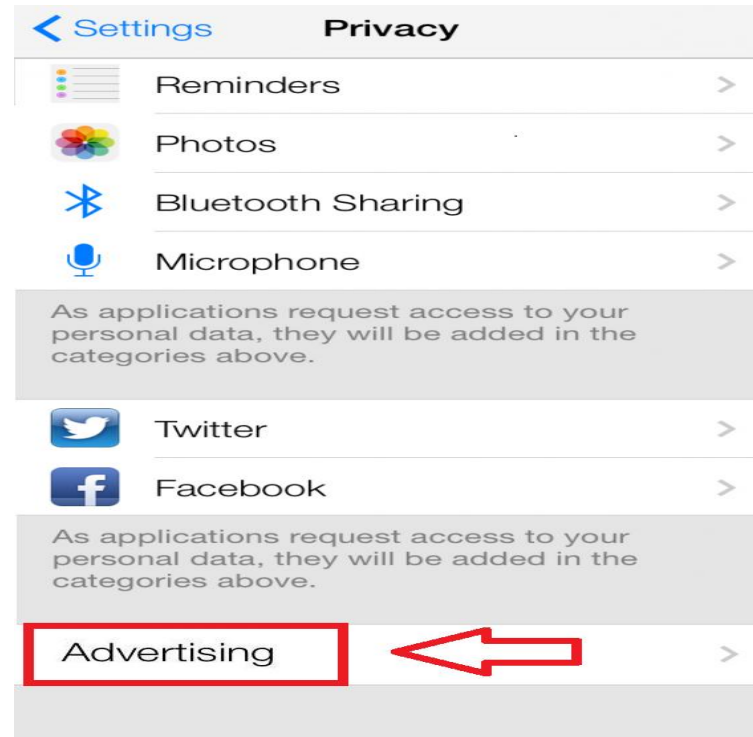 Settings Privacy
Reminders
Photos
Bluetooth Sharing
Microphone
As applications request access to your
personal data, they will be added in the
categories above.
Twitter
Facebook
As applications request access to your
personal data, they will be added in the
categories above.
Advertising